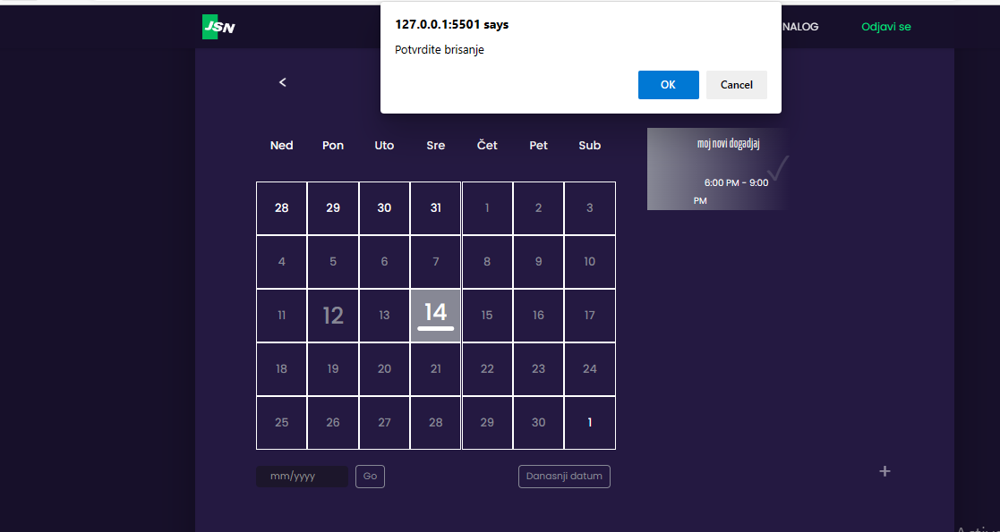 127.0.0.1:5501 says
Potvrdite brisanje
OK Cancel
JSN NALOG Odjavi se
<
Ned Pon Uto Sre Čet Pet Sub
moj novi dogadjaj
6:00 PM - 9:00
PM
28 29 30 31 1 2 3
4 5 6 7 8 9 10
11 12 13 14 15 16 17
18 19 20 21 22 23 24
25 26 27 28 29 30 1
mm/yyyy Go Danasnji datum +